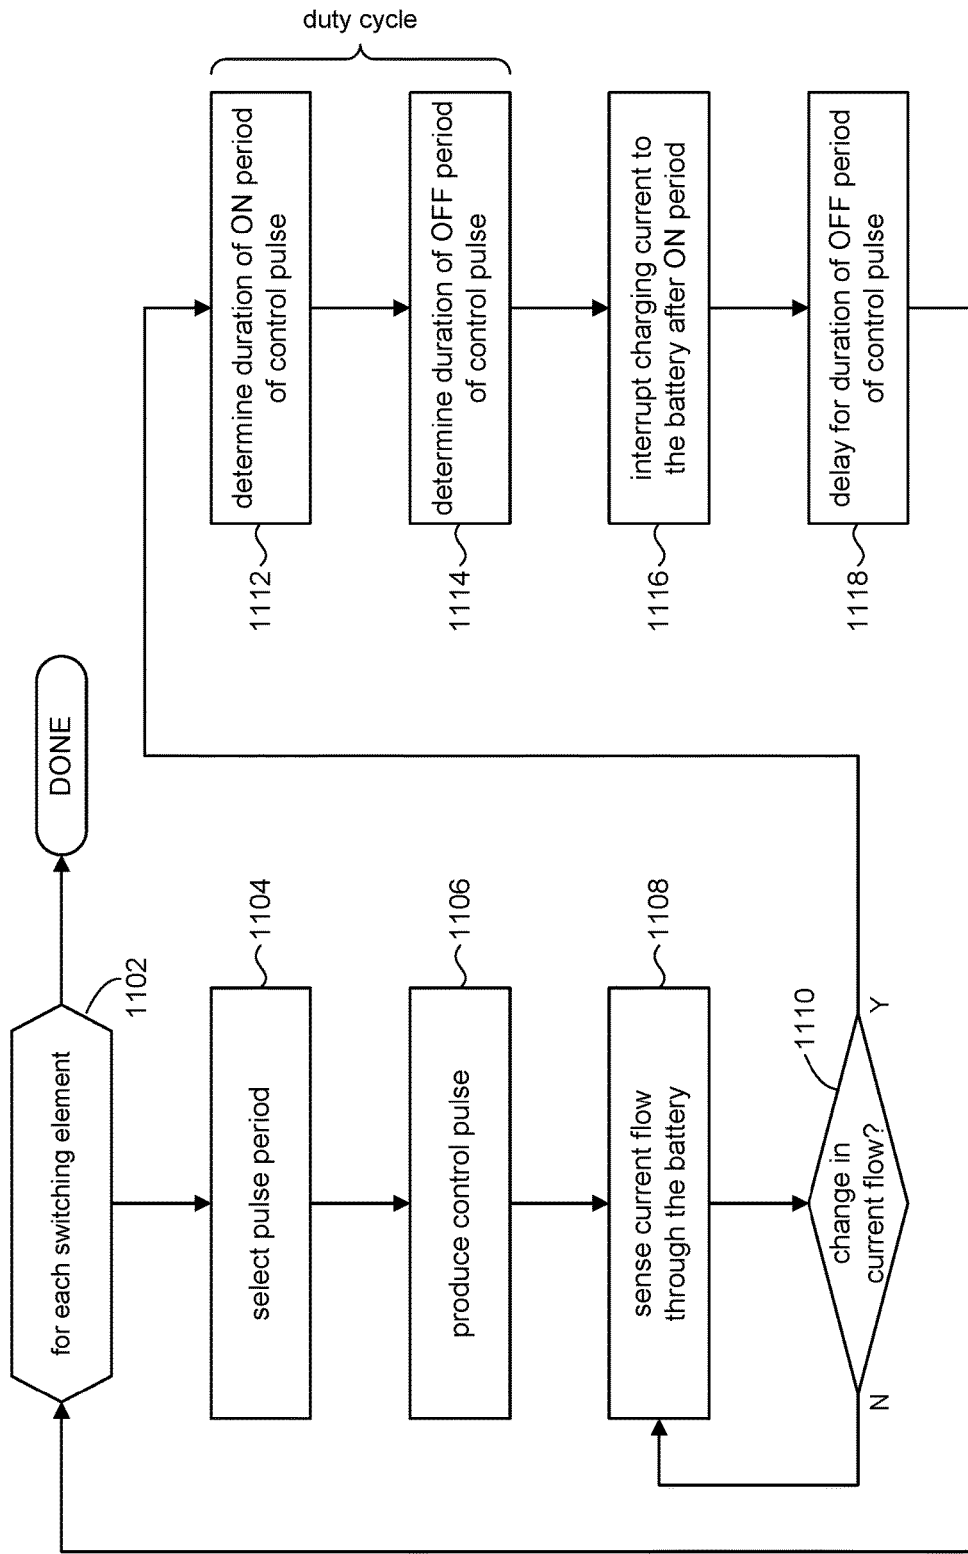 for each switching element
1102
DONE
select pulse period
1104
produce control pulse
1106
sense current flow
through the battery
1108
change in
current flow?
1110
N
Y
duty cycle
determine duration of ON period
of control pulse
1112
determine duration of OFF period
of control pulse
1114
interrupt charging current to
the battery after ON period
1116
delay for duration of OFF period
of control pulse
1118